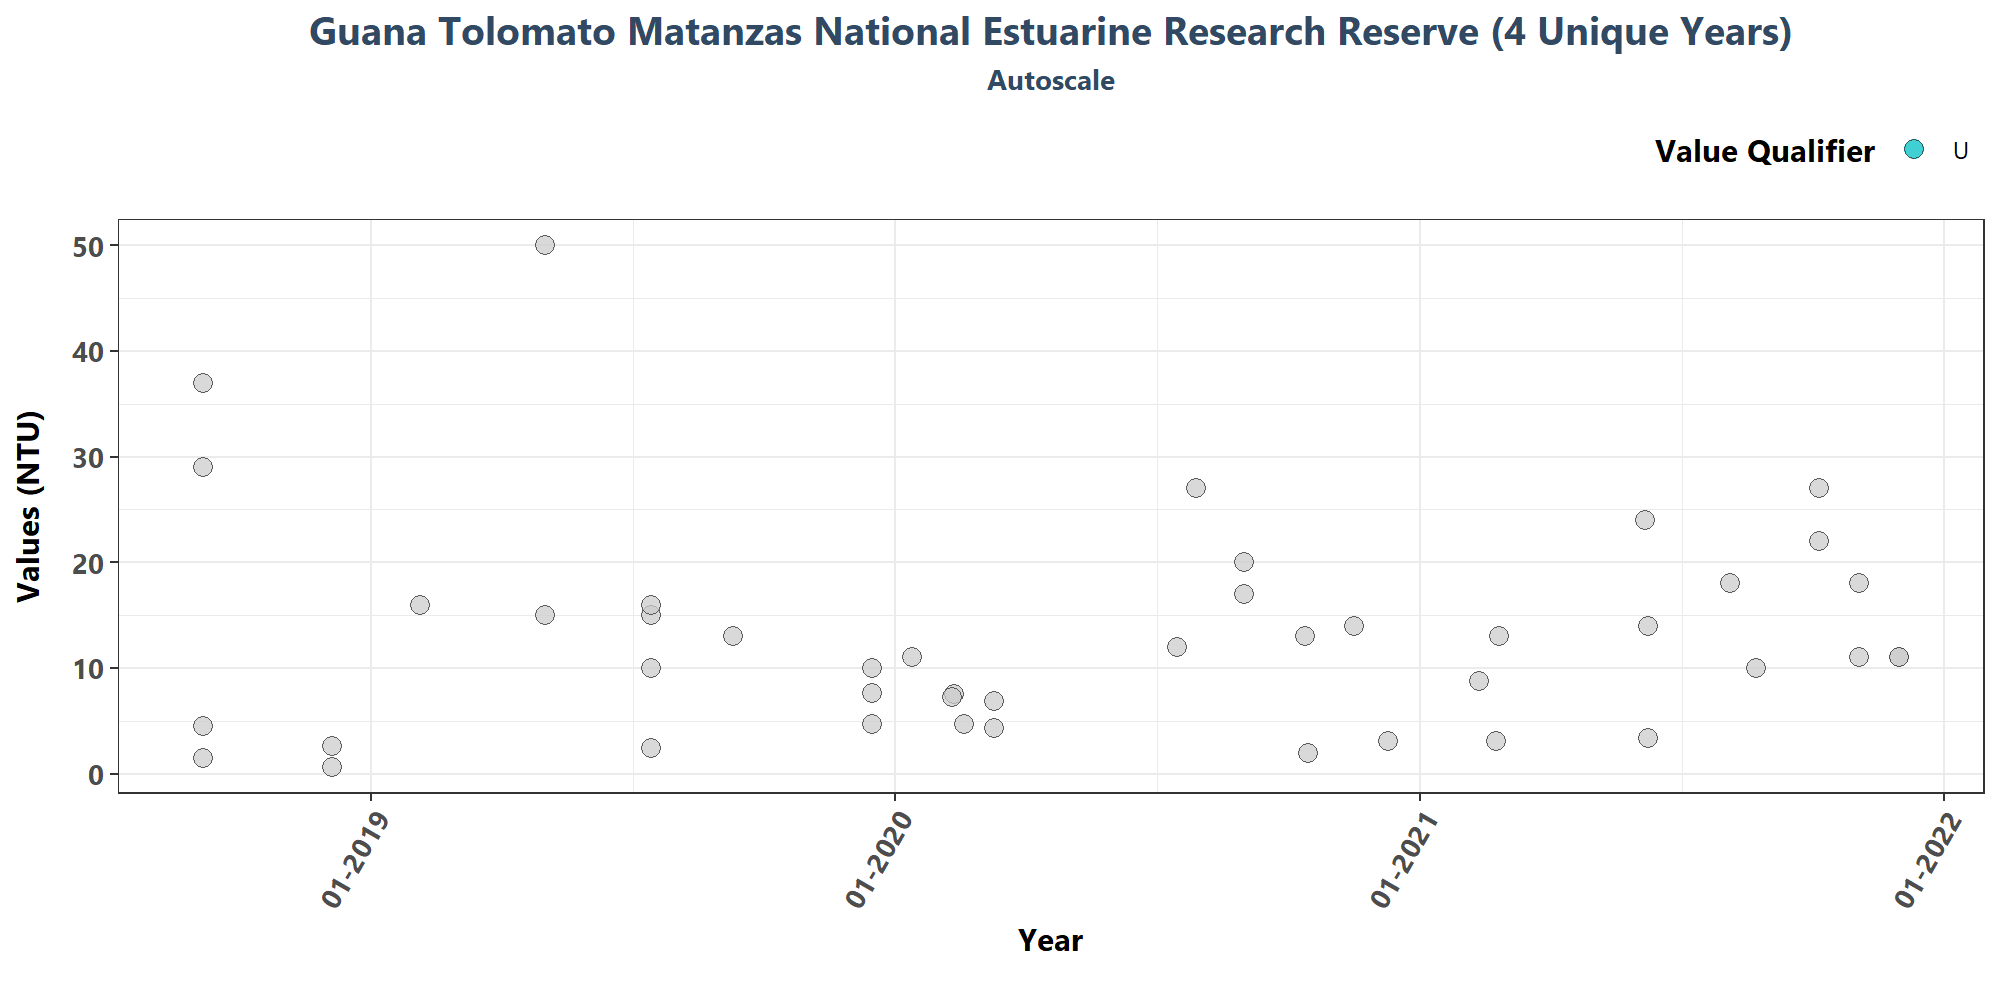 Guana Tolomato Matanzas National Estuarine Research Reserve (4 Unique Years)
Autoscale
Value Qualifier U
Values (NTU)
50
40
30
20
10
0
01-2019
01-2020
01-2021
01-2022
Year